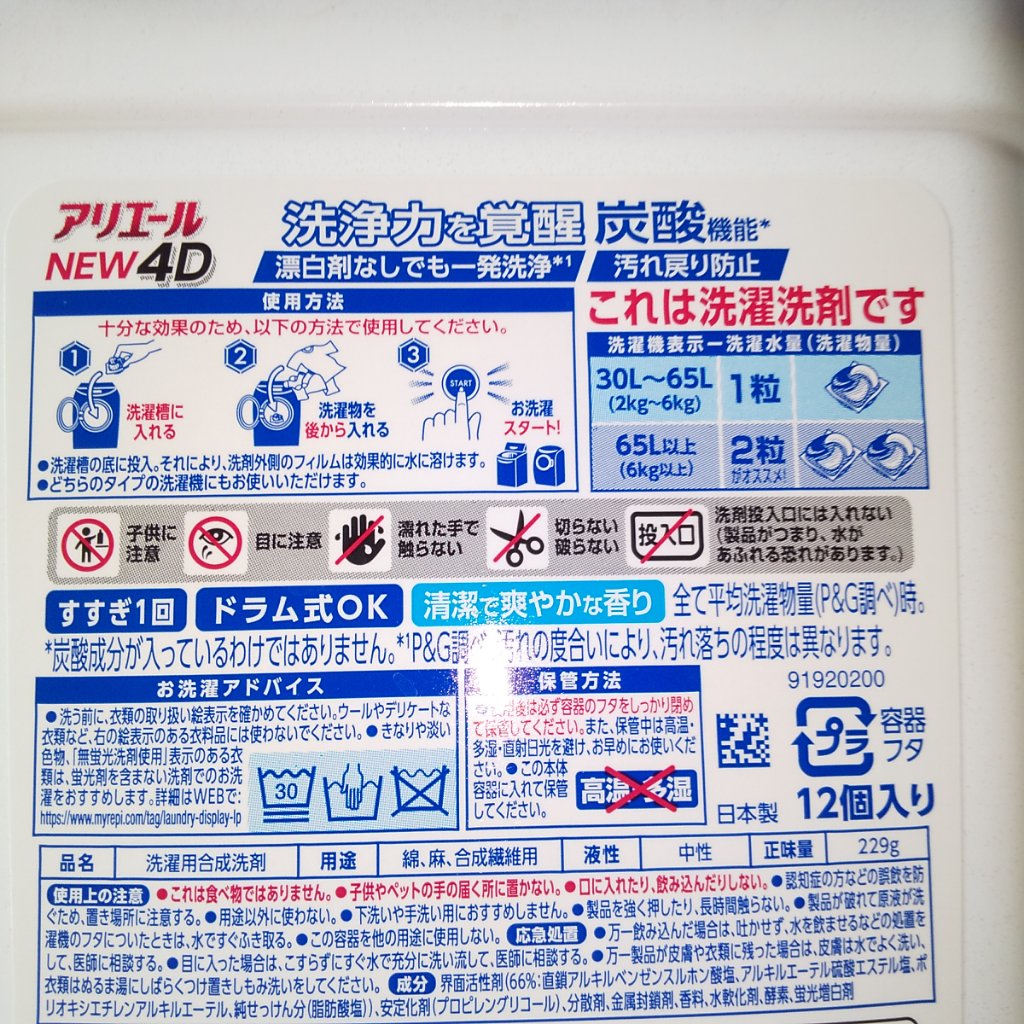 アリエール
NEW4D
洗浄力を覚醒 炭酸機能*
漂白剤なしでも一発洗浄*1 汚れ戻り防止
使用方法
十分な効果のため、以下の方法で使用してください。
1 洗濯槽に
入れる
2 洗濯物を
後から入れる
3 START
お洗濯
スタート!
●洗濯槽の底に投入。それにより、洗剤外側のフィルムは効果的に水に溶けます。
●どちらのタイプの洗濯機にもお使いいただけます。
これは洗濯洗剤です
洗濯機表示一洗濯水量(洗濯物量)
30L~65L 1粒
(2kg~6kg)
65L以上 2粒
(6kg以上) がオススメ!
子供に
注意
目に注意
濡れた手で
触らない
切らない
破らない
投入口
洗剤投入口には入れない
(製品がつまり、水が
あふれる恐れがあります。)
すすぎ1回 ドラム式OK 清潔で爽やかな香り 全て平均洗濯物量(P&G調べ)時。
*炭酸成分が入っているわけではありません。*1P&G調べ 汚れの度合いにより、汚れ落ちの程度は異なります。
お洗濯アドバイス
●洗う前に、衣類の取り扱い絵表示を確かめてください。ウールやデリケートな
衣類など、右の絵表示のある衣料品には使わないでください。●きなりや淡い
色物、「無蛍光洗剤使用」表示のある衣
類は、蛍光剤を含まない洗剤でのお洗
濯をおすすめします。詳細はWEBで:
https://www.myrepi.com/tag/laundry-display-lp
30
保管方法
後は必ず容器のフタをしっかり閉め
て保管してください。また、保管中は高温・
多湿・直射日光を避け、お早めにお使いくだ
さい。●この本体
容器に入れて保管
してください。
高温 多湿
91920200
プラ
容器
フタ
日本製 12個入り
品名 洗濯用合成洗剤 用途 綿、麻、合成繊維用 液性 中性 正味量 229g
使用上の注意 ●これは食べ物ではありません。●子供やペットの手の届く所に置かない。●口に入れたり、飲み込んだりしない。●認知症の方などの誤飲を防
ぐため、置き場所に注意する。●用途以外に使わない。●下洗いや手洗い用におすすめしません。●製品を強く押したり、長時間触らない。●製品が破れて原液が洗
濯機のフタについたときは、水ですぐふき取る。●この容器を他の用途に使用しない。 応急処置 ●万一飲み込んだ場合は、吐かせず、水を飲ませるなどの処置を
して、医師に相談する。●目に入った場合は、こすらずにすぐ水で充分に洗い流して、医師に相談する。●万一製品が皮膚や衣類に残った場合は、皮膚は水でよく洗い、
衣類はぬるま湯にしばらくつけ置きしもみ洗いをしてください。 成分 界面活性剤(66%:直鎖アルキルベンゼンスルホン酸塩、アルキルエーテル硫酸エステル塩、ポ
リオキシエチレンアルキルエーテル、純せっけん分(脂肪酸塩))、安定化剤(プロピレングリコール)、分散剤、金属封鎖剤、香料、水軟化剤、酵素、蛍光増白剤